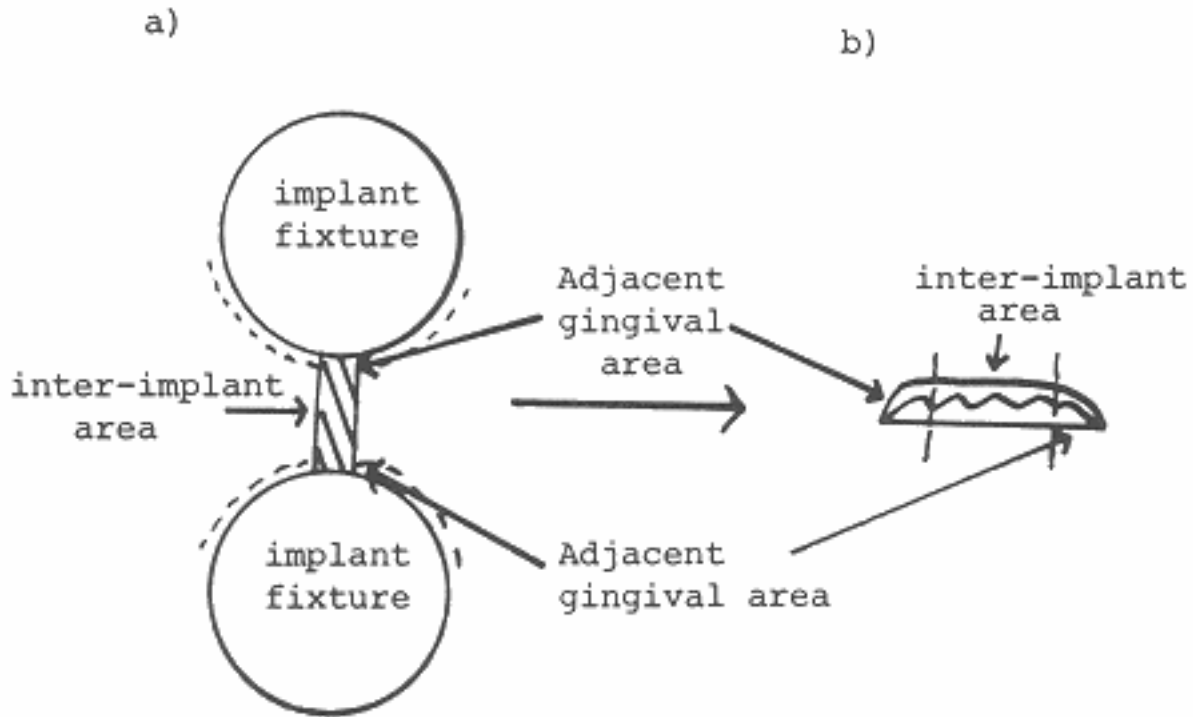 a)
b)
implant
fixture
Adjacent
gingival
area
inter-implant
area
inter-implant
area
implant
fixture
Adjacent
gingival area